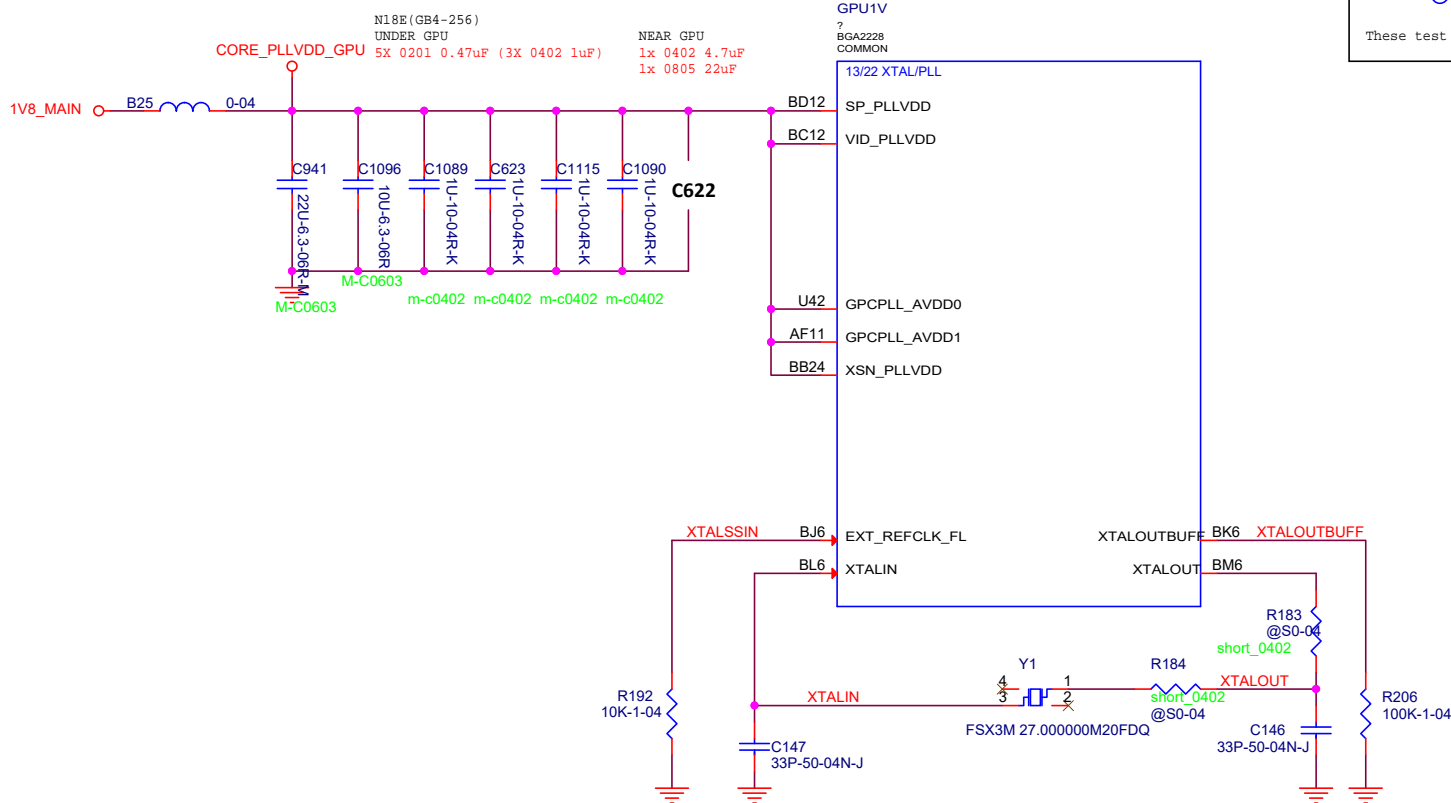 GPU1V
?
BGA2228
COMMON
These test
N18E(GB4-256)
UNDER GPU
5X 0201 0.47uF (3X 0402 1uF)
NEAR GPU
1x 0402 4.7uF
1x 0805 22uF
CORE_PLLVDD_GPU
1V8_MAIN
B25
0-04
13/22 XTAL/PLL
BD12 SP_PLLVDD
BC12 VID_PLLVDD
C941
22U-6.3-06R-M
M-C0603
C1096
10U-6.3-06R
M-C0603
C1089
1U-10-04R-K
m-c0402
C623
1U-10-04R-K
m-c0402
C1115
1U-10-04R-K
m-c0402
C1090
1U-10-04R-K
m-c0402
C622
U42 GPCPLL_AVDD0
AF11 GPCPLL_AVDD1
BB24 XSN_PLLVDD
XTALSSIN BJ6 EXT_REFCLK_FL
BL6 XTALIN
XTALOUTBUFF BK6 XTALOUTBUFF
XTALOUT BM6
R183
@S0-04
short_0402
Y1
4
3
1
2
FSX3M 27.000000M20FDQ
R184
short_0402
@S0-04
XTALOUT
XTALIN
R192
10K-1-04
C147
33P-50-04N-J
C146
33P-50-04N-J
R206
100K-1-04